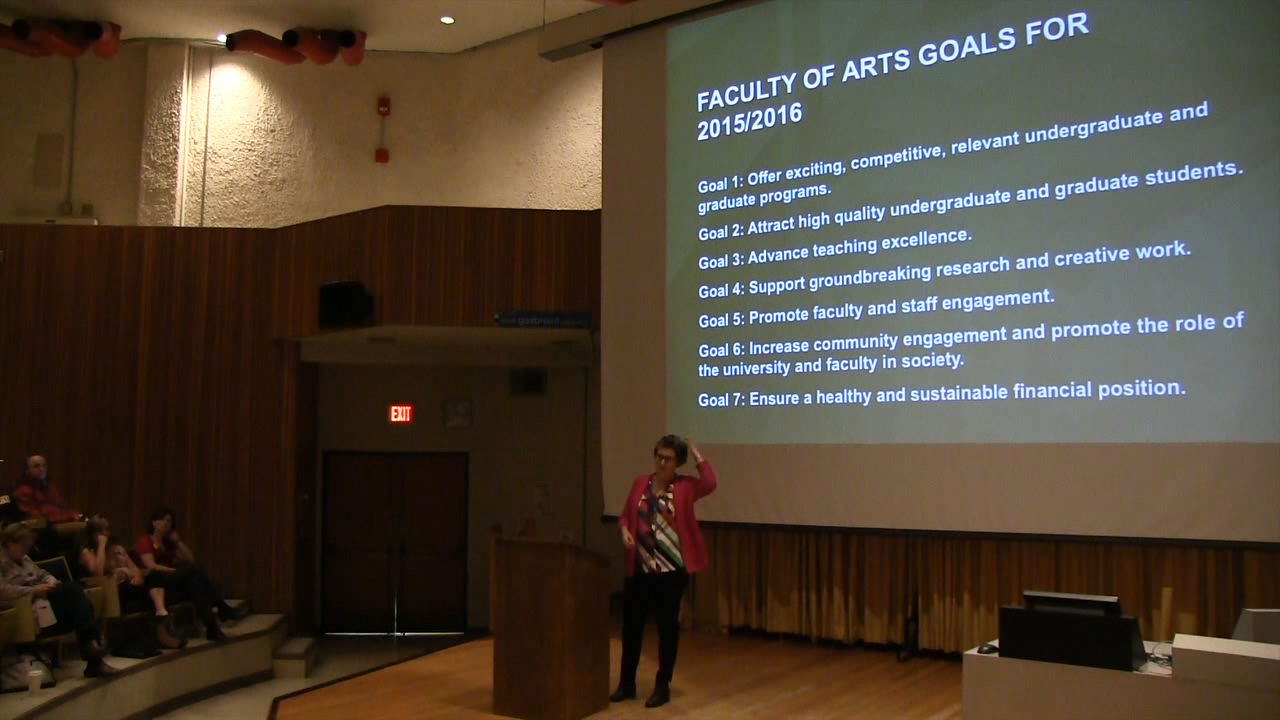 FACULTY OF ARTS GOALS FOR
2015/2016
Goal 1: Offer exciting, competitive, relevant undergraduate and
graduate programs.
Goal 2: Attract high quality undergraduate and graduate students.
Goal 3: Advance teaching excellence.
Goal 4: Support groundbreaking research and creative work.
Goal 5: Promote faculty and staff engagement.
Goal 6: Increase community engagement and promote the role of
the university and faculty in society.
Goal 7: Ensure a healthy and sustainable financial position.
EXIT